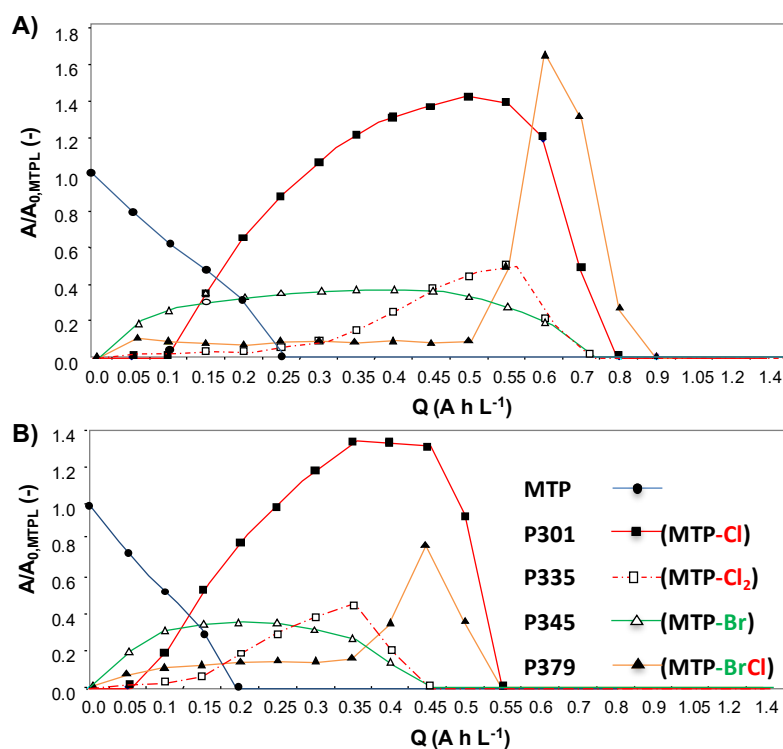 A)
1.8
1.6
1.4
1.2
1.0
0.8
0.6
0.4
0.2
0.0
A/A0,MTPL (-)
0.0 0.05 0.1 0.15 0.2 0.25 0.3 0.35 0.4 0.45 0.5 0.55 0.6 0.7 0.8 0.9 1.05 1.2 1.4
Q (A h L-1)
B)
1.4
1.2
1.0
0.8
0.6
0.4
0.2
0.0
A/A0,MTPL (-)
MTP
P301 (MTP-Cl)
P335 (MTP-Cl2)
P345 (MTP-Br)
P379 (MTP-BrCl)
0.0 0.05 0.1 0.15 0.2 0.25 0.3 0.35 0.4 0.45 0.5 0.55 0.6 0.7 0.8 0.9 1.05 1.2 1.4
Q (A h L-1)